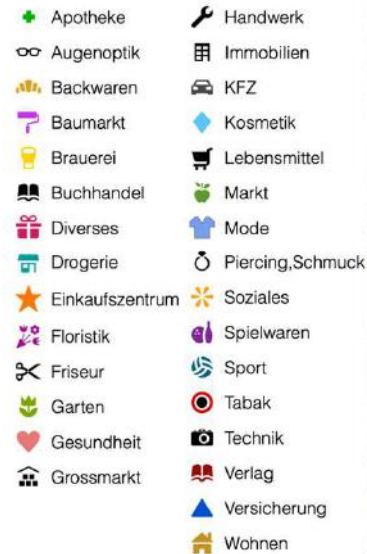 Apotheke
Augenoptik
Backwaren
Baumarkt
Brauerei
Buchhandel
Diverses
Drogerie
Einkaufszentrum
Floristik
Friseur
Garten
Gesundheit
Grossmarkt
Handwerk
Immobilien
KFZ
Kosmetik
Lebensmittel
Markt
Mode
Piercing,Schmuck
Soziales
Spielwaren
Sport
Tabak
Technik
Verlag
Versicherung
Wohnen